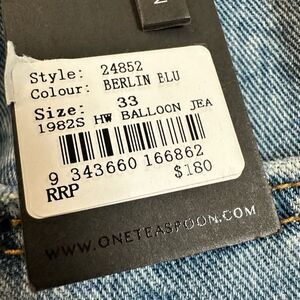 Style: 24852
Colour: BERLIN BLU
Size: 33
1982S HW BALLOON JEA
9 343660 166862
RRP $180
WWW.ONETEASPOON.COM